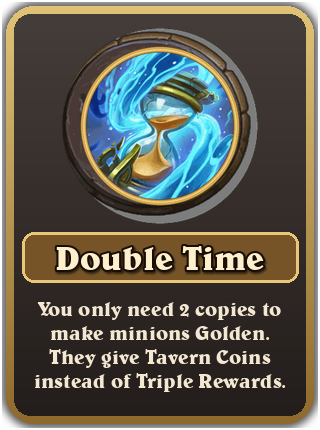 Double Time
You only need 2 copies to
make minions Golden.
They give Tavern Coins
instead of Triple Rewards.